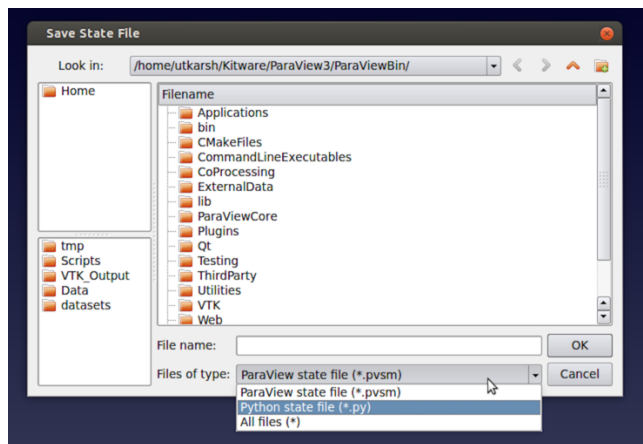 Save State File
Look in: /home/utkarsh/Kitware/ParaView3/ParaViewBin/
Home
Filename
Applications
bin
CMakeFiles
CommandLineExecutables
CoProcessing
ExternalData
lib
ParaViewCore
Plugins
Qt
Testing
ThirdParty
Utilities
VTK
Web
tmp
Scripts
VTK_Output
Data
datasets
File name:
OK
Files of type: ParaView state file (*.pvsm)
Cancel
ParaView state file (*.pvsm)
Python state file (*.py)
All files (*)